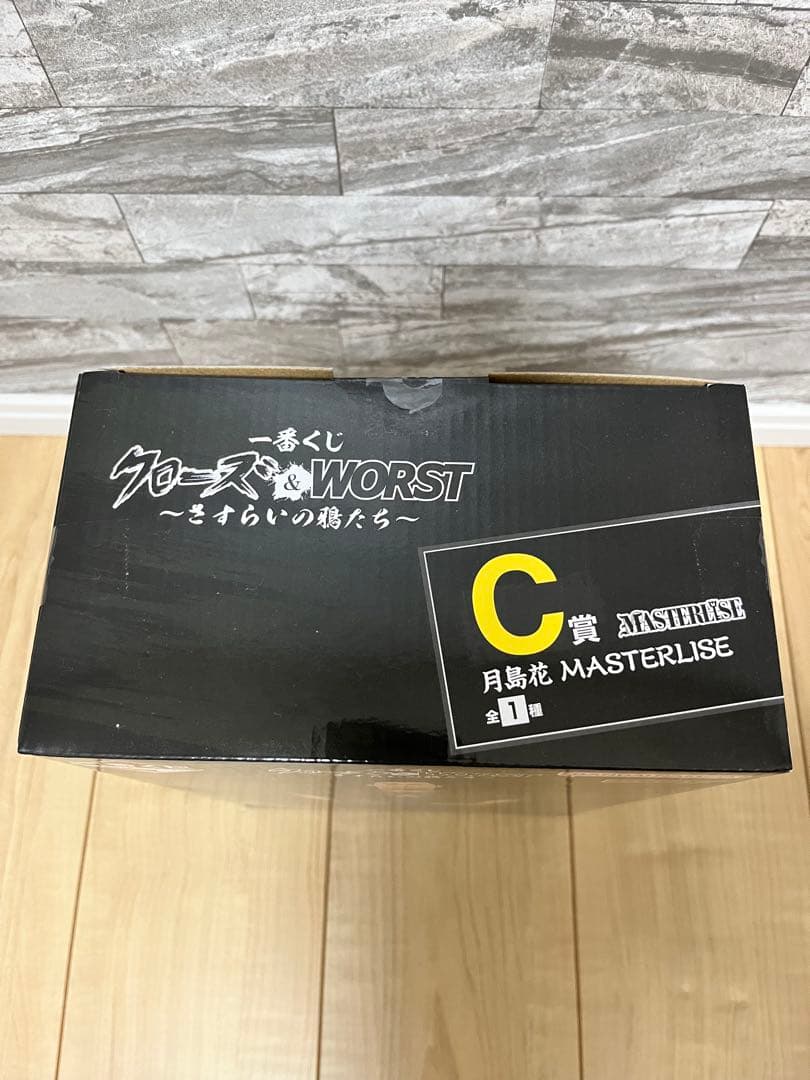 一番くじ
クローズ&WORST
～さすらいの鴉たち～
C賞 MASTERLISE
月島花 MASTERLISE
全1種